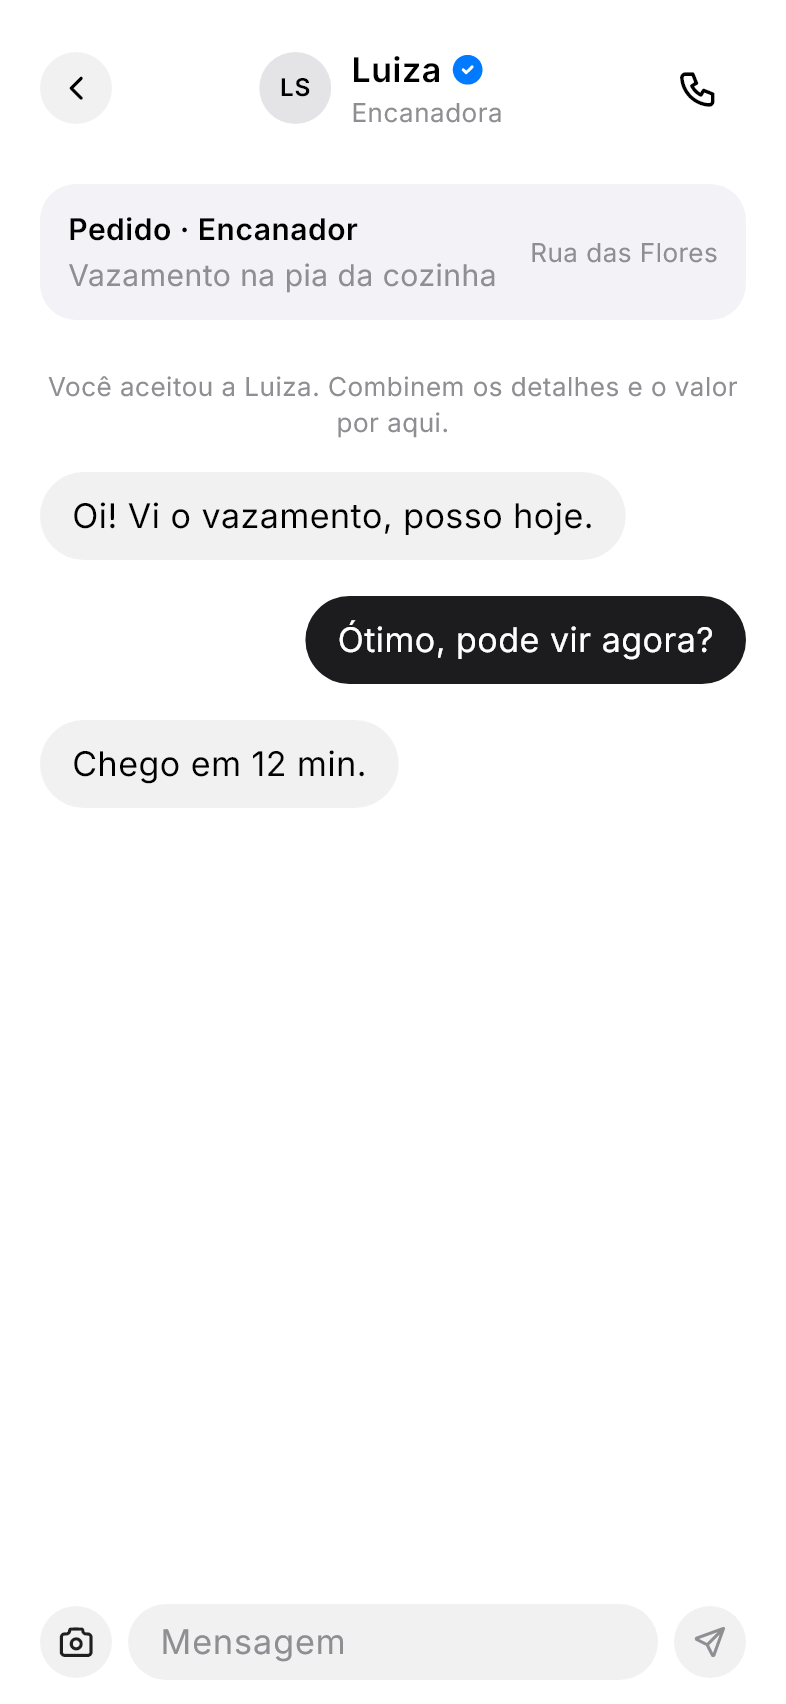 Luiza
LS
Encanadora
Pedido · Encanador
Vazamento na pia da cozinha
Rua das Flores
Você aceitou a Luiza. Combinem os detalhes e o valor
por aqui.
Oi! Vi o vazamento, posso hoje.
Ótimo, pode vir agora?
Chego em 12 min.
Mensagem